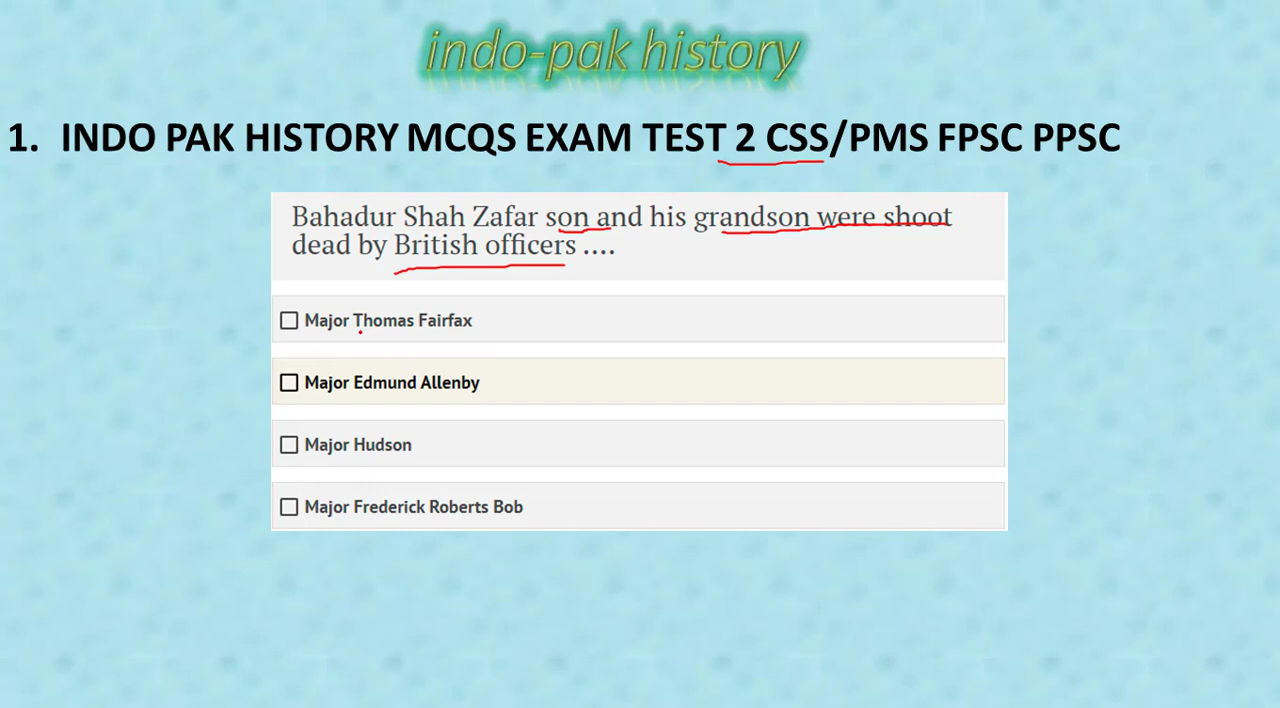 indo-pak history
1. INDO PAK HISTORY MCQS EXAM TEST 2 CSS/PMS FPSC PPSC
Bahadur Shah Zafar son and his grandson were shoot
dead by British officers ....
Major Thomas Fairfax
Major Edmund Allenby
Major Hudson
Major Frederick Roberts Bob